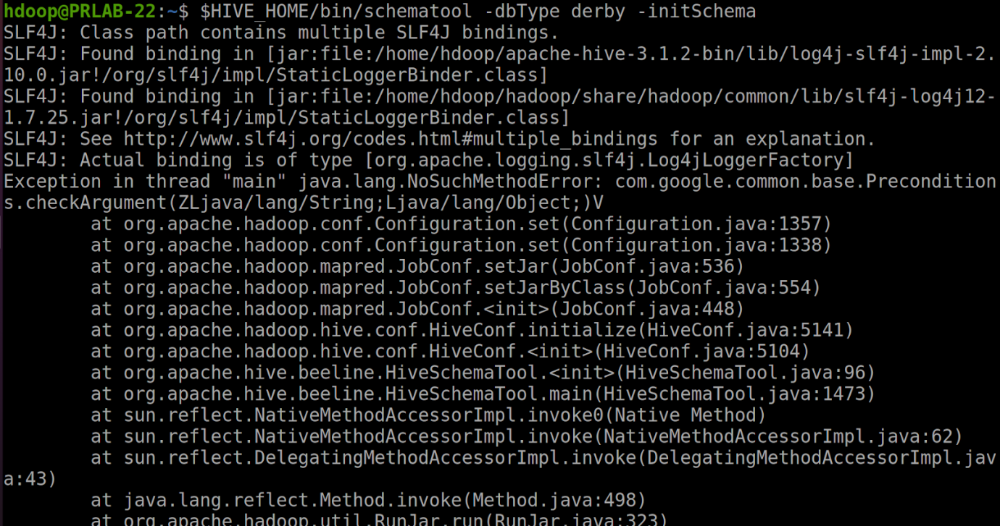 hdoop@PRLAB-22:~$ $HIVE_HOME/bin/schematool -dbType derby -initSchema
SLF4J: Class path contains multiple SLF4J bindings.
SLF4J: Found binding in [jar:file:/home/hdoop/apache-hive-3.1.2-bin/lib/log4j-slf4j-impl-2.
10.0.jar!/org/slf4j/impl/StaticLoggerBinder.class]
SLF4J: Found binding in [jar:file:/home/hdoop/hadoop/share/hadoop/common/lib/slf4j-log4j12-
1.7.25.jar!/org/slf4j/impl/StaticLoggerBinder.class]
SLF4J: See http://www.slf4j.org/codes.html#multiple_bindings for an explanation.
SLF4J: Actual binding is of type [org.apache.logging.slf4j.Log4jLoggerFactory]
Exception in thread "main" java.lang.NoSuchMethodError: com.google.common.base.Precondition
s.checkArgument(ZLjava/lang/String;Ljava/lang/Object;)V
at org.apache.hadoop.conf.Configuration.set(Configuration.java:1357)
at org.apache.hadoop.conf.Configuration.set(Configuration.java:1338)
at org.apache.hadoop.mapred.JobConf.setJar(JobConf.java:536)
at org.apache.hadoop.mapred.JobConf.setJarByClass(JobConf.java:554)
at org.apache.hadoop.mapred.JobConf.<init>(JobConf.java:448)
at org.apache.hadoop.hive.conf.HiveConf.initialize(HiveConf.java:5141)
at org.apache.hadoop.hive.conf.HiveConf.<init>(HiveConf.java:5104)
at org.apache.hive.beeline.HiveSchemaTool.<init>(HiveSchemaTool.java:96)
at org.apache.hive.beeline.HiveSchemaTool.main(HiveSchemaTool.java:1473)
at sun.reflect.NativeMethodAccessorImpl.invoke0(Native Method)
at sun.reflect.NativeMethodAccessorImpl.invoke(NativeMethodAccessorImpl.java:62)
at sun.reflect.DelegatingMethodAccessorImpl.invoke(DelegatingMethodAccessorImpl.jav
a:43)
at java.lang.reflect.Method.invoke(Method.java:498)
at org.apache.hadoop.util.RunJar.run(RunJar.java:323)